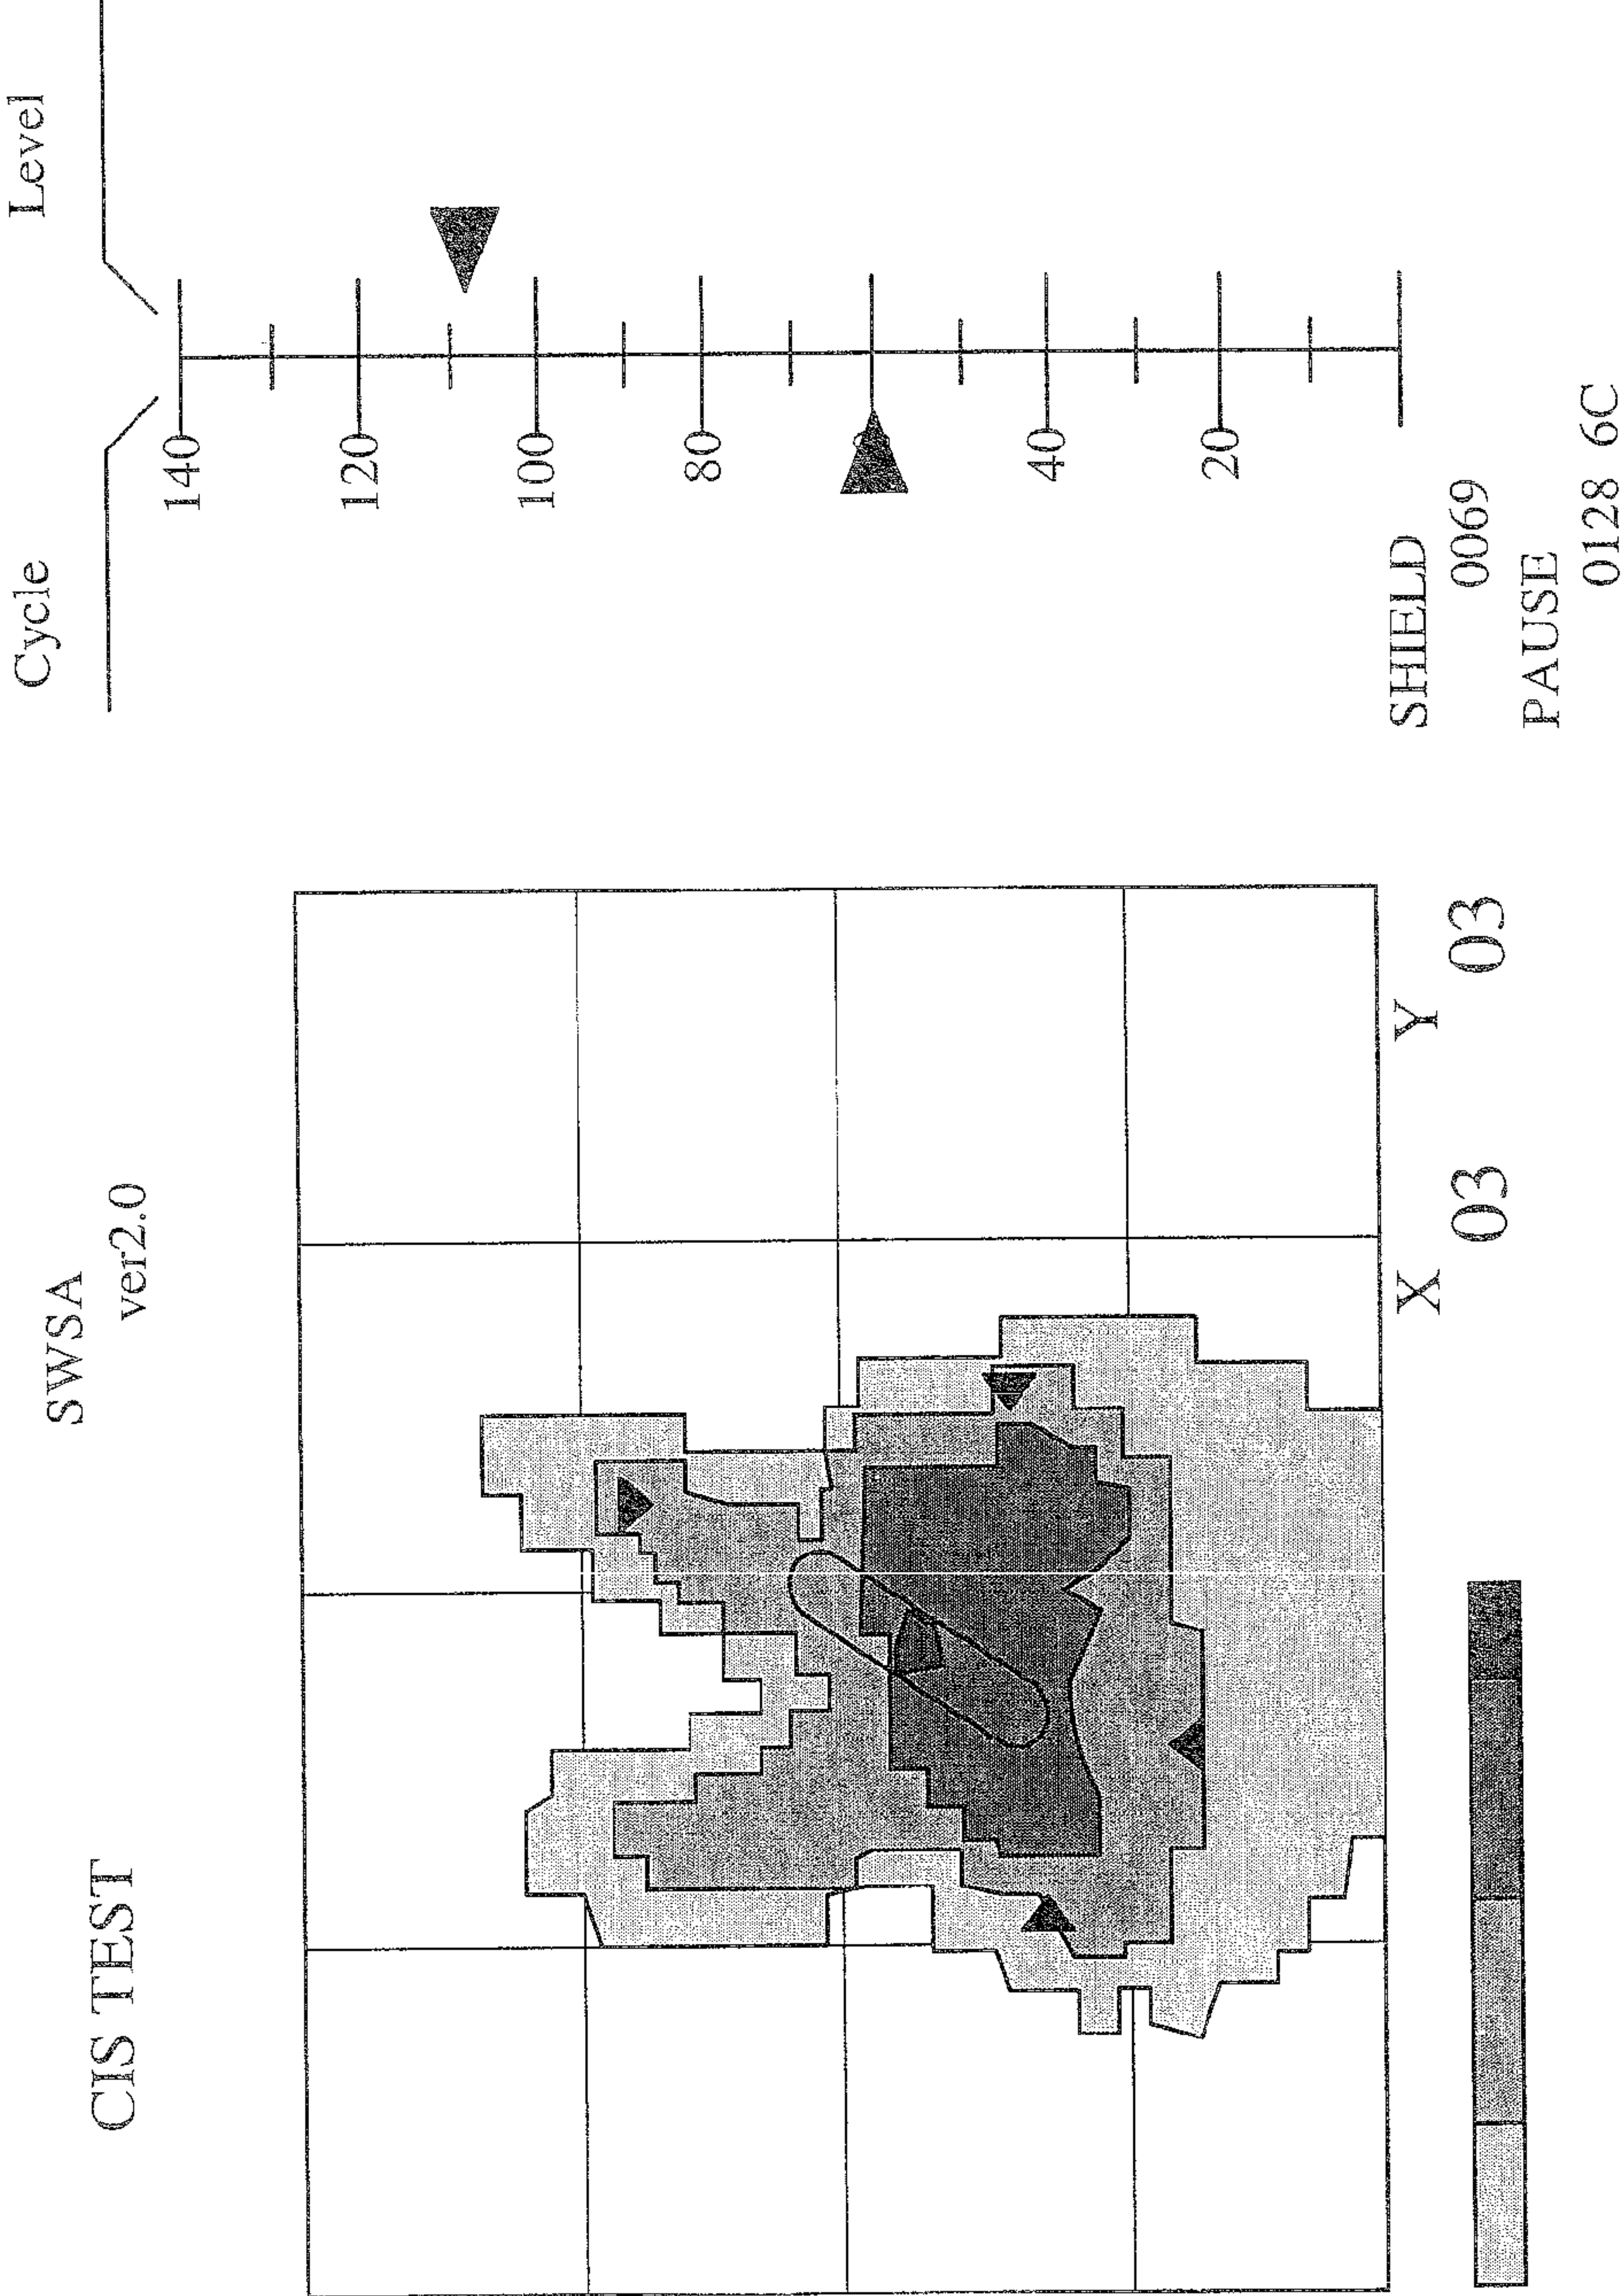 CIS TEST
SWSA
ver2.0
Cycle
Level
140
120
100
80
40
20
X Y
03 03
SHIELD
0069
PAUSE
0128 6C